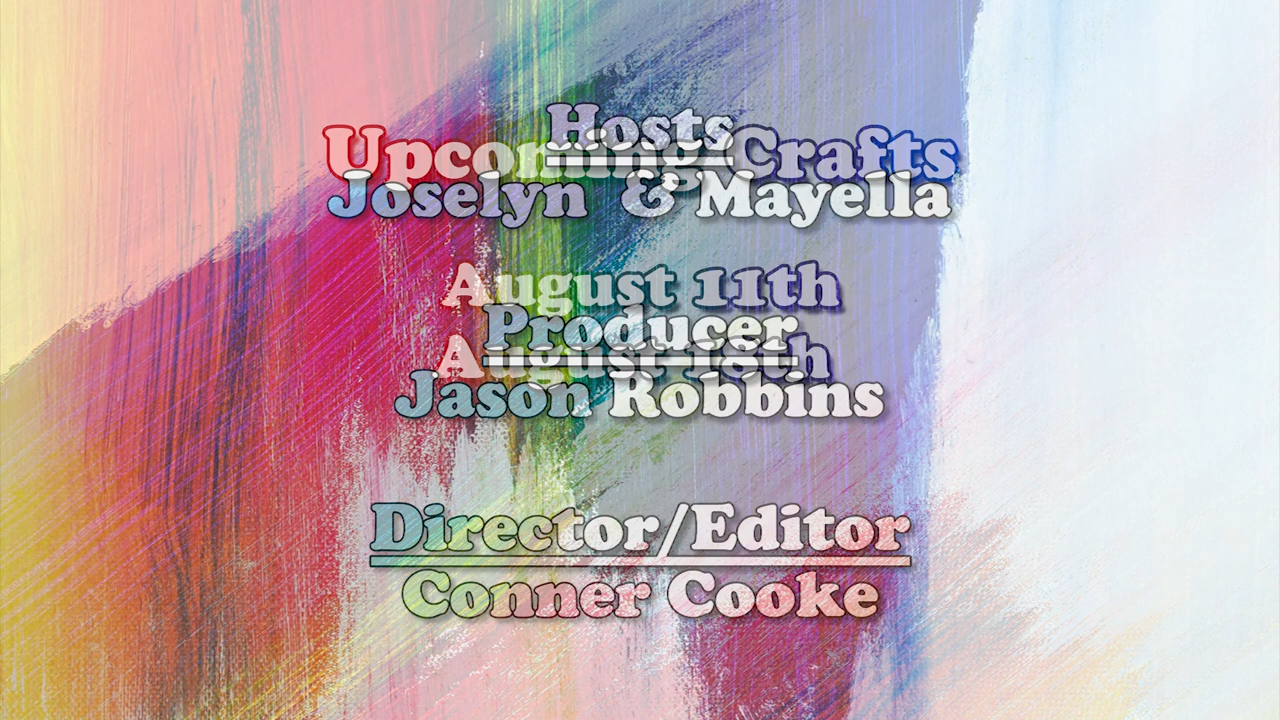 Hosts
Upcoming Crafts
Joselyn & Mayella
August 11th
Producer
August 18th
Jason Robbins
Director/Editor
Conner Cooke